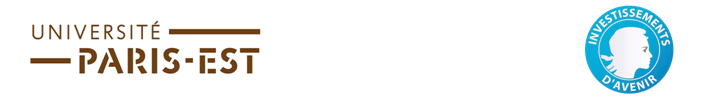 UNIVERSITÉ
PARIS-EST
INVESTISSEMENTS
D'AVENIR